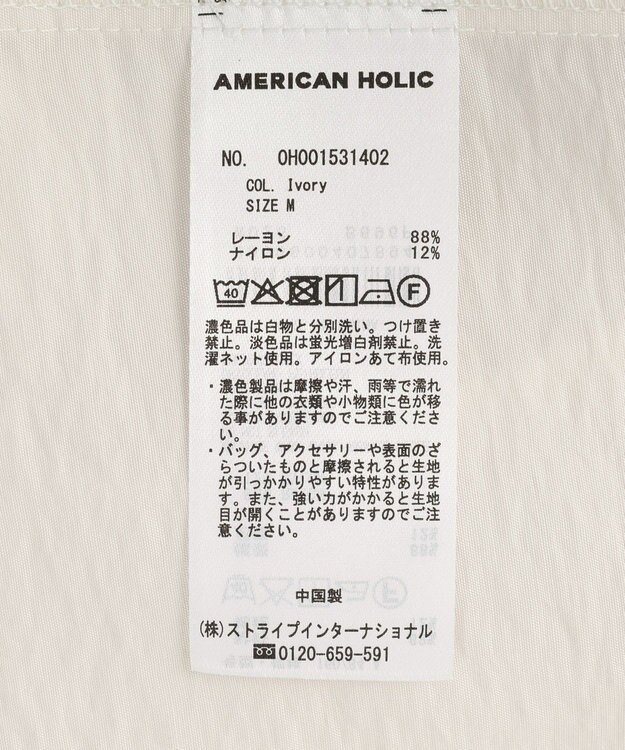 AMERICAN HOLIC
NO. 0H001531402
COL. Ivory
SIZE M
レーヨン 88%
ナイロン 12%
40 F
濃色品は白物と分別洗い。つけ置き
禁止。淡色品は蛍光増白剤禁止。洗
濯ネット使用。アイロンあて布使用。
・濃色製品は摩擦や汗、雨等で濡れ
た際に他の衣類や小物類に色が移
る事がありますのでご注意くださ
い。
・バッグ、アクセサリーや表面のざ
らついたものと摩擦されると生地
が引っかかりやすい特性がありま
す。また、強い力がかかると生地
目が開くことがありますのでご注
意ください。
中国製
(株)ストライプインターナショナル
0120-659-591